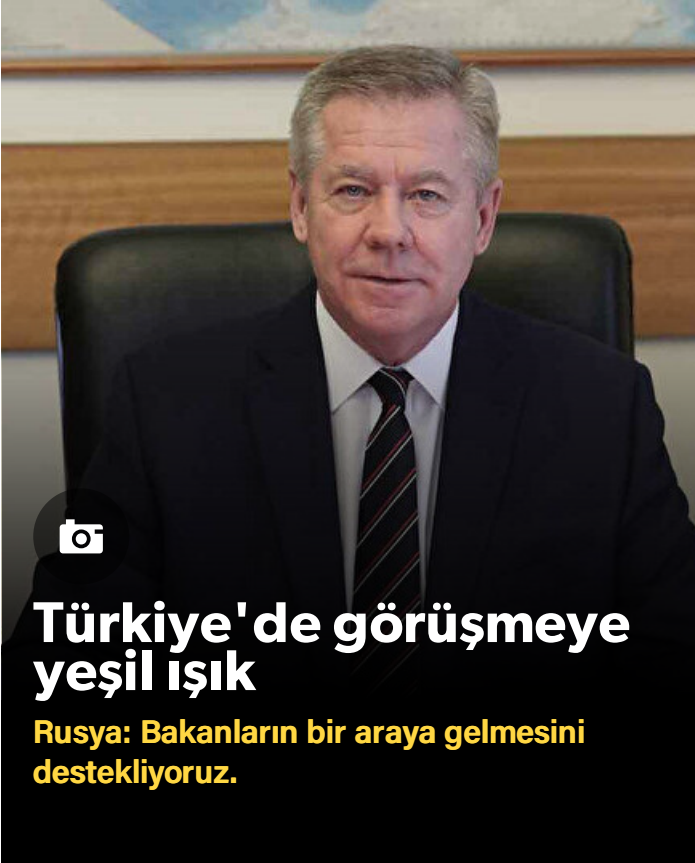 Türkiye'de görüşmeye
yeşil ışık
Rusya: Bakanların bir araya gelmesini
destekliyoruz.